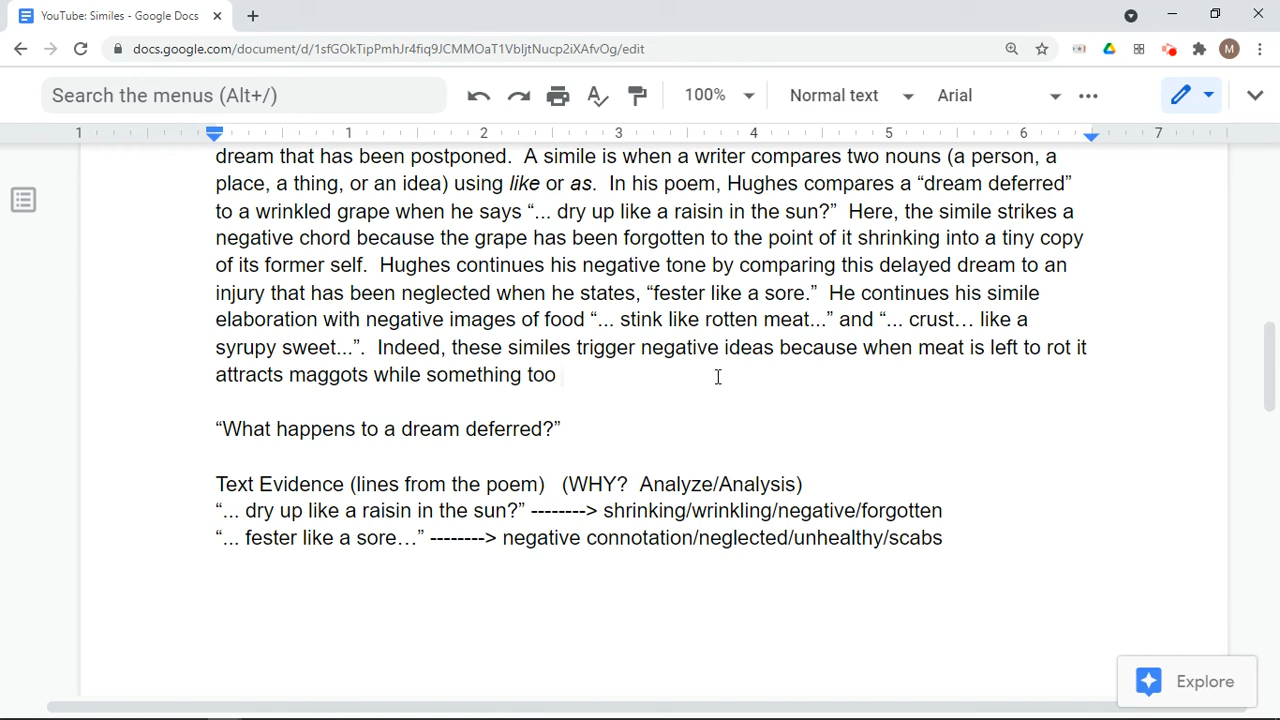 YouTube: Similes - Google Docs
docs.google.com/document/d/1sfGOkTipPmhJr4fiq9JCMMOaT1VbljtNucp2iXAfvOg/edit
M
Search the menus (Alt+/)
100%
Normal text
Arial
1 1 2 3 4 5 6 7
dream that has been postponed.  A simile is when a writer compares two nouns (a person, a
place, a thing, or an idea) using like or as.  In his poem, Hughes compares a “dream deferred”
to a wrinkled grape when he says “... dry up like a raisin in the sun?”  Here, the simile strikes a
negative chord because the grape has been forgotten to the point of it shrinking into a tiny copy
of its former self.  Hughes continues his negative tone by comparing this delayed dream to an
injury that has been neglected when he states, “fester like a sore.”  He continues his simile
elaboration with negative images of food “... stink like rotten meat...” and “... crust… like a
syrupy sweet...”.  Indeed, these similes trigger negative ideas because when meat is left to rot it
attracts maggots while something too
“What happens to a dream deferred?”
Text Evidence (lines from the poem)   (WHY?  Analyze/Analysis)
“... dry up like a raisin in the sun?” --------> shrinking/wrinkling/negative/forgotten
“... fester like a sore…” --------> negative connotation/neglected/unhealthy/scabs
Explore